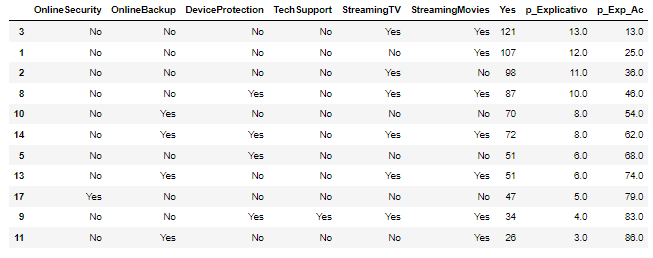 OnlineSecurity OnlineBackup DeviceProtection TechSupport StreamingTV StreamingMovies Yes p_Explicativo p_Exp_Ac
3 No No No No Yes Yes 121 13.0 13.0
1 No No No No No Yes 107 12.0 25.0
2 No No No No Yes No 98 11.0 36.0
8 No No Yes No Yes Yes 87 10.0 46.0
10 No Yes No No No No 70 8.0 54.0
14 No Yes Yes No Yes Yes 72 8.0 62.0
5 No No Yes No No No 51 6.0 68.0
13 No Yes No No Yes Yes 51 6.0 74.0
17 Yes No No No No No 47 5.0 79.0
9 No No Yes Yes Yes Yes 34 4.0 83.0
11 No Yes No No No Yes 26 3.0 86.0